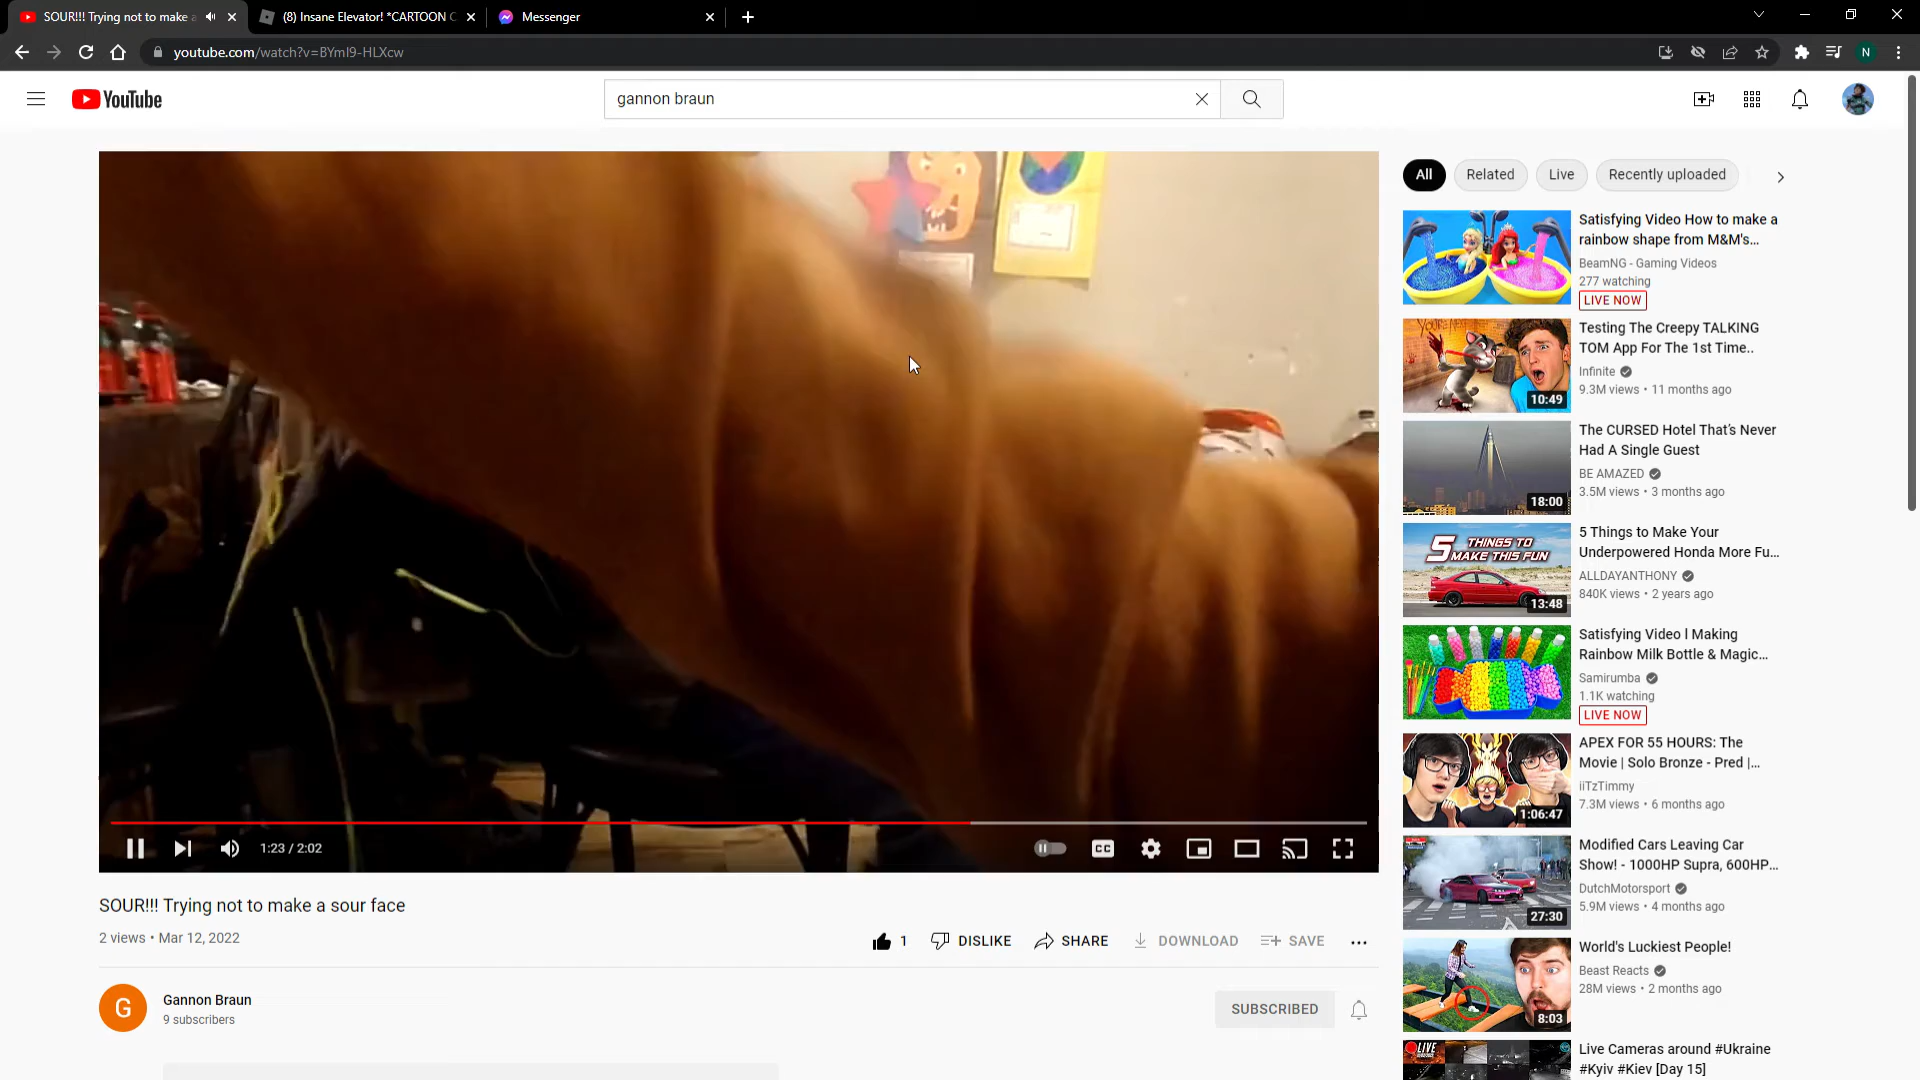 SOUR!!! Trying not to make a
(8) Insane Elevator! *CARTOON C
Messenger
youtube.com/watch?v=BYmI9-HLXcw
N
YouTube
gannon braun
All
Related
Live
Recently uploaded
Satisfying Video How to make a
rainbow shape from M&M's...
BeamNG - Gaming Videos
277 watching
LIVE NOW
Testing The Creepy TALKING
TOM App For The 1st Time..
Infinite
9.3M views • 11 months ago
10:49
The CURSED Hotel That's Never
Had A Single Guest
BE AMAZED
3.5M views • 3 months ago
18:00
5 THINGS TO
MAKE THIS FUN
5 Things to Make Your
Underpowered Honda More Fu...
ALLDAYANTHONY
840K views • 2 years ago
13:48
Satisfying Video l Making
Rainbow Milk Bottle & Magic...
Samirumba
1.1K watching
LIVE NOW
APEX FOR 55 HOURS: The
Movie | Solo Bronze - Pred |...
iiTzTimmy
7.3M views • 6 months ago
1:06:47
Modified Cars Leaving Car
Show! - 1000HP Supra, 600HP...
DutchMotorsport
5.9M views • 4 months ago
27:30
World's Luckiest People!
Beast Reacts
28M views • 2 months ago
8:03
LIVE
Live Cameras around #Ukraine
#Kyiv #Kiev [Day 15]
1:23 / 2:02
CC
SOUR!!! Trying not to make a sour face
2 views • Mar 12, 2022
1
DISLIKE
SHARE
DOWNLOAD
SAVE
G
Gannon Braun
9 subscribers
SUBSCRIBED